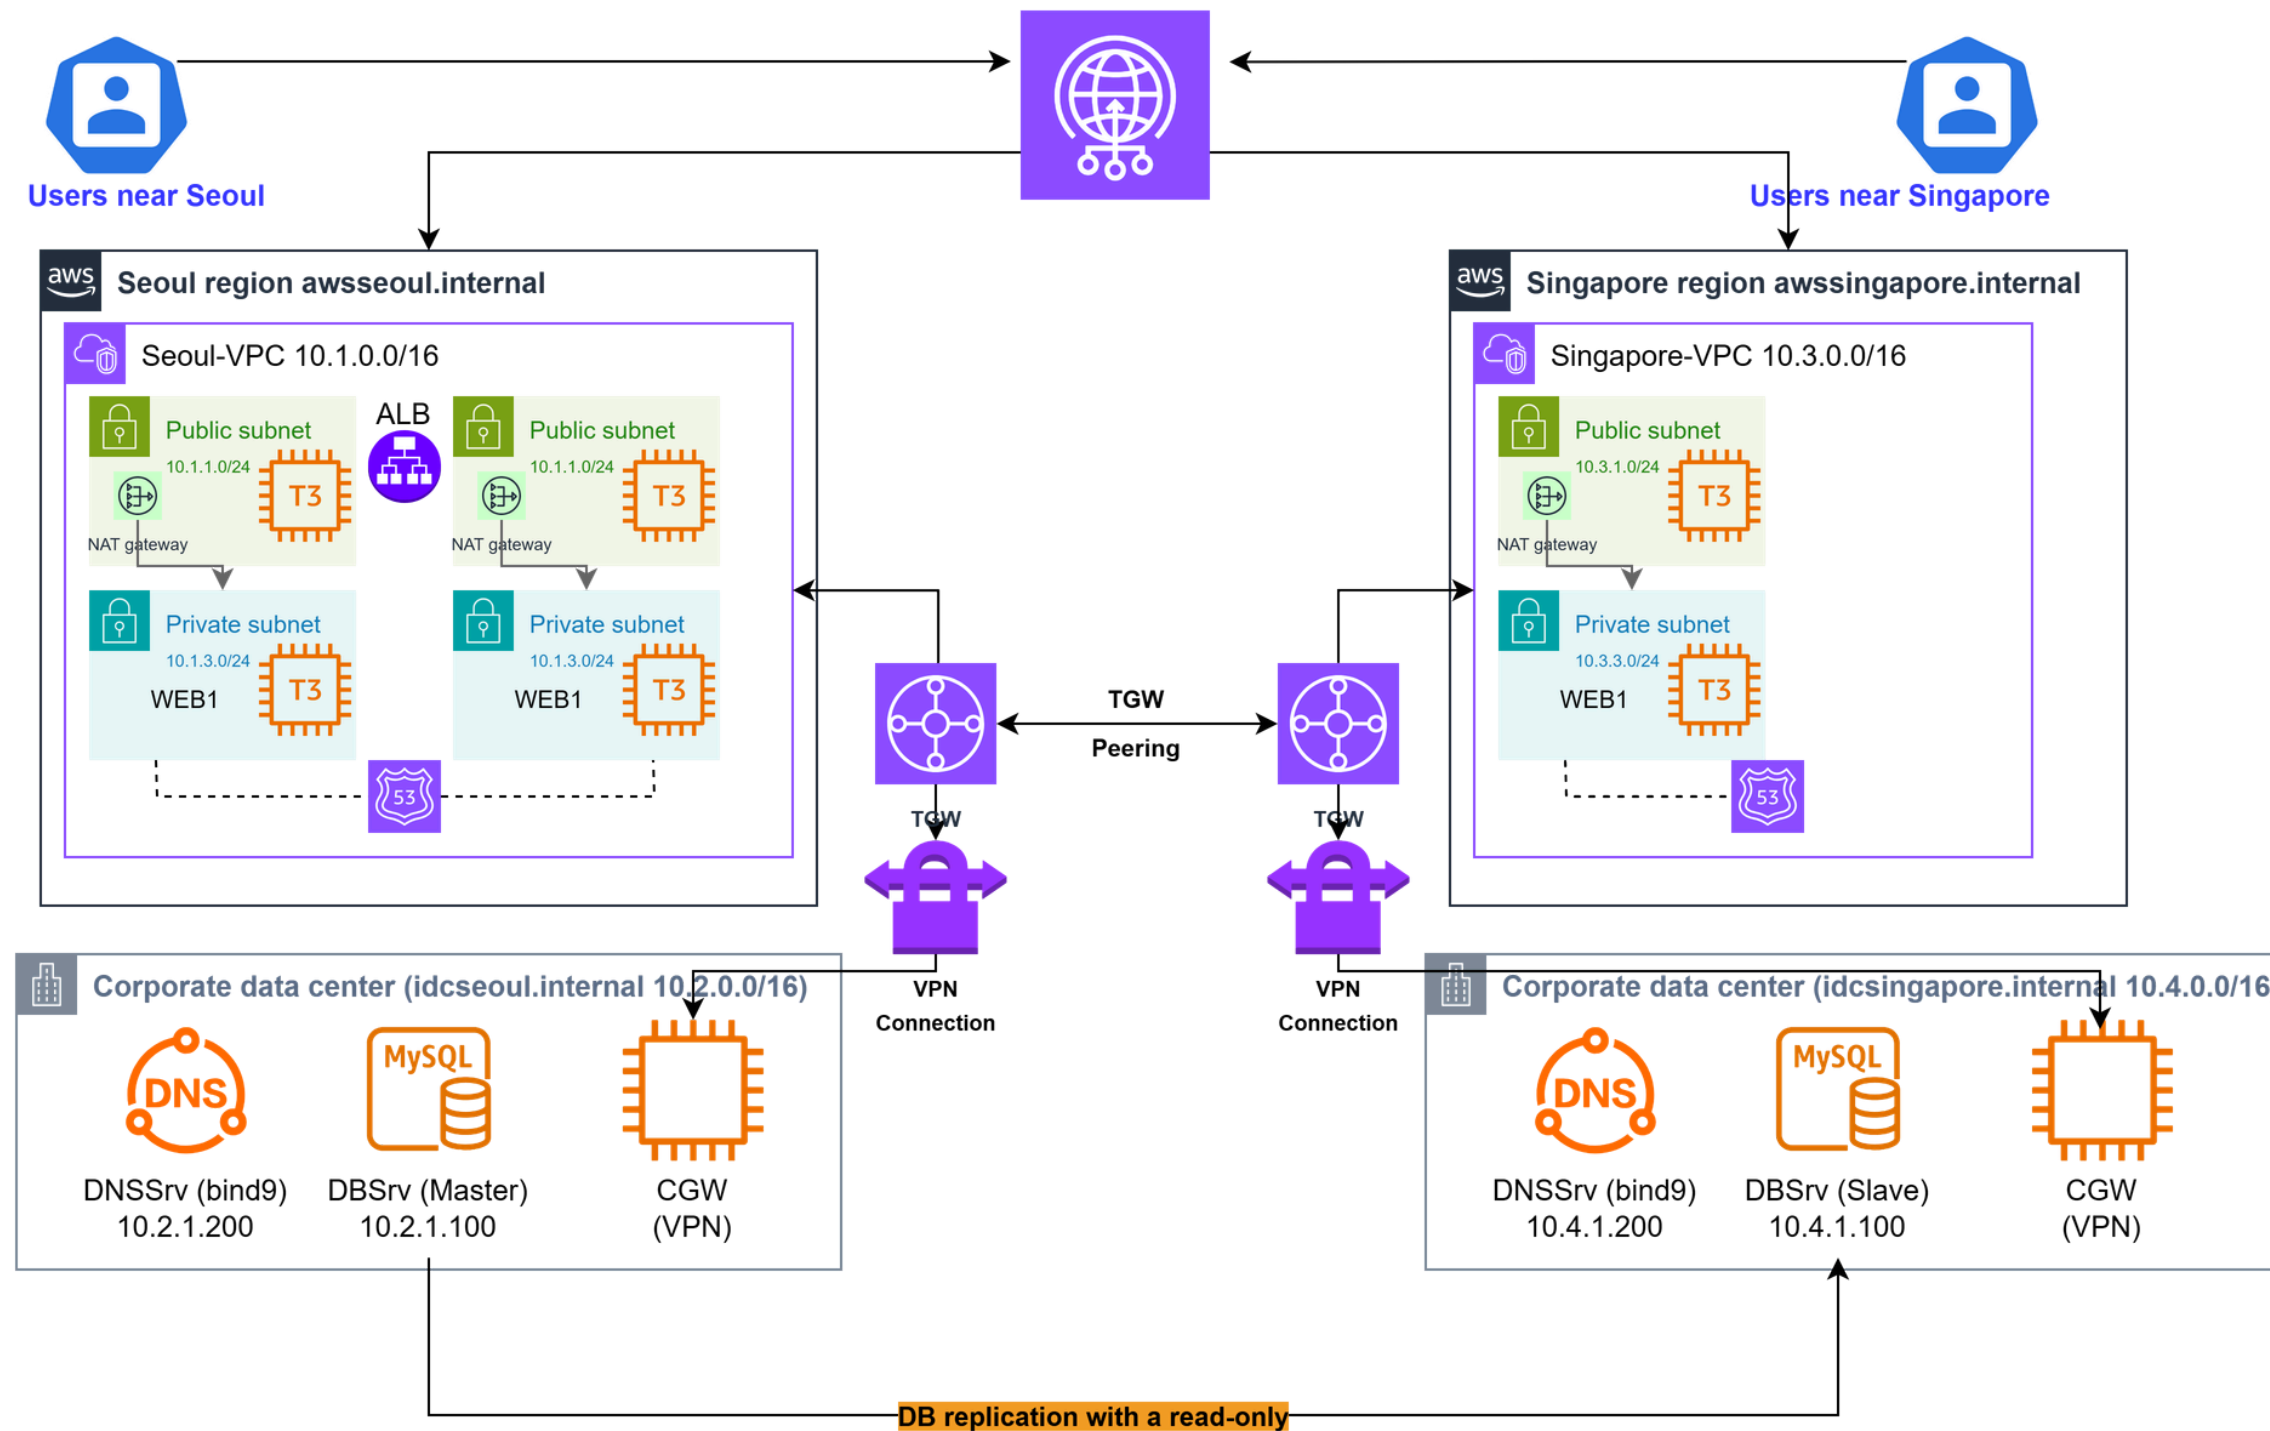 Users near Seoul
Users near Singapore
aws
Seoul region awsseoul.internal
Seoul-VPC 10.1.0.0/16
Public subnet
10.1.1.0/24
T3
NAT gateway
ALB
Public subnet
10.1.1.0/24
T3
NAT gateway
Private subnet
10.1.3.0/24
T3
WEB1
Private subnet
10.1.3.0/24
T3
WEB1
53
aws
Singapore region awssingapore.internal
Singapore-VPC 10.3.0.0/16
Public subnet
10.3.1.0/24
T3
NAT gateway
Private subnet
10.3.3.0/24
T3
WEB1
53
TGW
Peering
TGW
TGW
VPN
Connection
VPN
Connection
Corporate data center (idcseoul.internal 10.2.0.0/16)
DNS
MySQL
DNSSrv (bind9)
10.2.1.200
DBSrv (Master)
10.2.1.100
CGW
(VPN)
Corporate data center (idcsingapore.internal 10.4.0.0/16
DNS
MySQL
DNSSrv (bind9)
10.4.1.200
DBSrv (Slave)
10.4.1.100
CGW
(VPN)
DB replication with a read-only